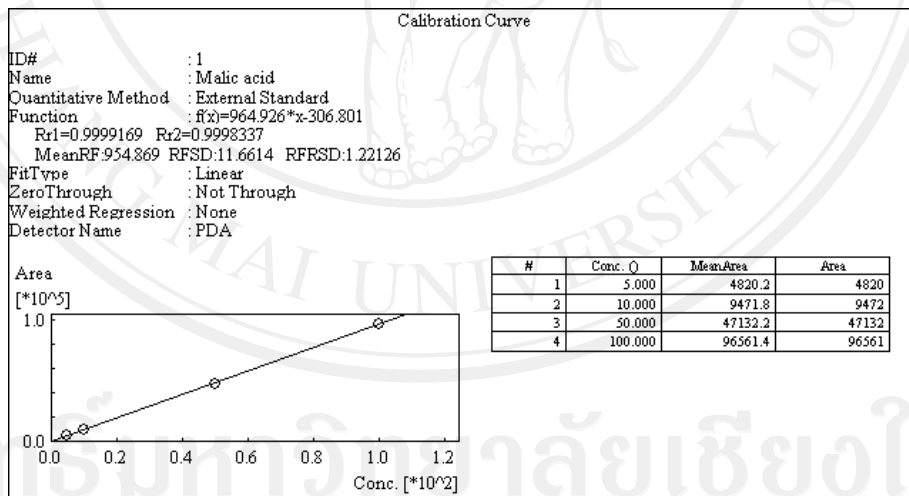 Calibration Curve
ID# : 1
Name : Malic acid
Quantitative Method : External Standard
Function : f(x)=964.926*x-306.801
Rr1=0.9999169 Rr2=0.9998337
MeanRF:954.869 RFSD:11.6614 RFRSD:1.22126
FitType : Linear
ZeroThrough : Not Through
Weighted Regression : None
Detector Name : PDA
Area
[*10^5]
1.0
0.0
0.0 0.2 0.4 0.6 0.8 1.0 1.2
Conc. [*10^2]
# Conc. () MeanArea Area
1 5.000 4820.2 4820
2 10.000 9471.8 9472
3 50.000 47132.2 47132
4 100.000 96561.4 96561
MAI UNIVERSITY 196